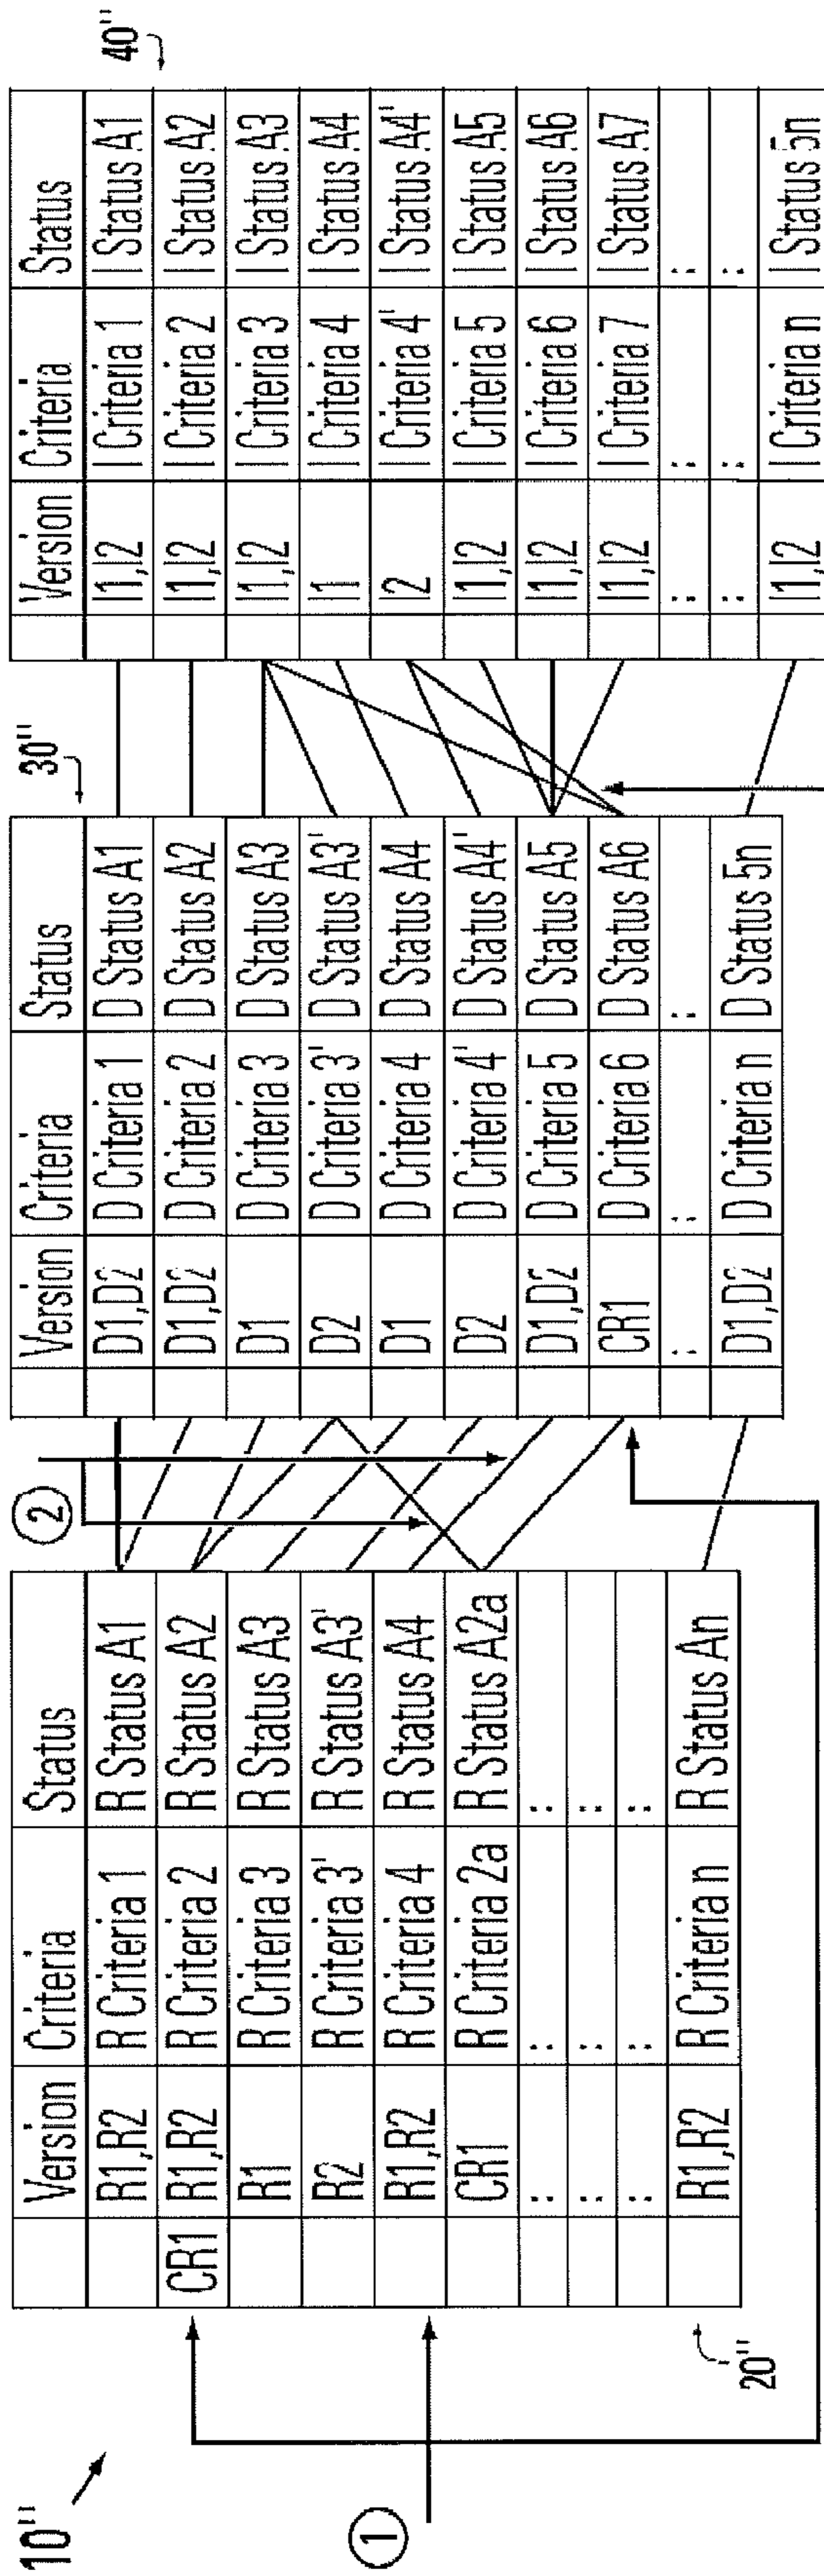 10''
1
20''
Version Criteria Status
R1,R2 R Criteria 1 R Status A1
CR1 R1,R2 R Criteria 2 R Status A2
R1 R Criteria 3 R Status A3
R2 R Criteria 3' R Status A3'
R1,R2 R Criteria 4 R Status A4
CR1 R Criteria 2a R Status A2a
: : :
: : :
: : :
R1,R2 R Criteria n R Status An
2
30''
Version Criteria Status
D1,D2 D Criteria 1 D Status A1
D1,D2 D Criteria 2 D Status A2
D1 D Criteria 3 D Status A3
D2 D Criteria 3' D Status A3'
D1 D Criteria 4 D Status A4
D2 D Criteria 4' D Status A4'
D1,D2 D Criteria 5 D Status A5
CR1 D Criteria 6 D Status A6
: : :
D1,D2 D Criteria n D Status 5n
40''
Version Criteria Status
I1,I2 I Criteria 1 I Status A1
I1,I2 I Criteria 2 I Status A2
I1,I2 I Criteria 3 I Status A3
I1 I Criteria 4 I Status A4
I2 I Criteria 4' I Status A4'
I1,I2 I Criteria 5 I Status A5
I1,I2 I Criteria 6 I Status A6
I1,I2 I Criteria 7 I Status A7
: : :
: : :
I1,I2 I Criteria n I Status 5n